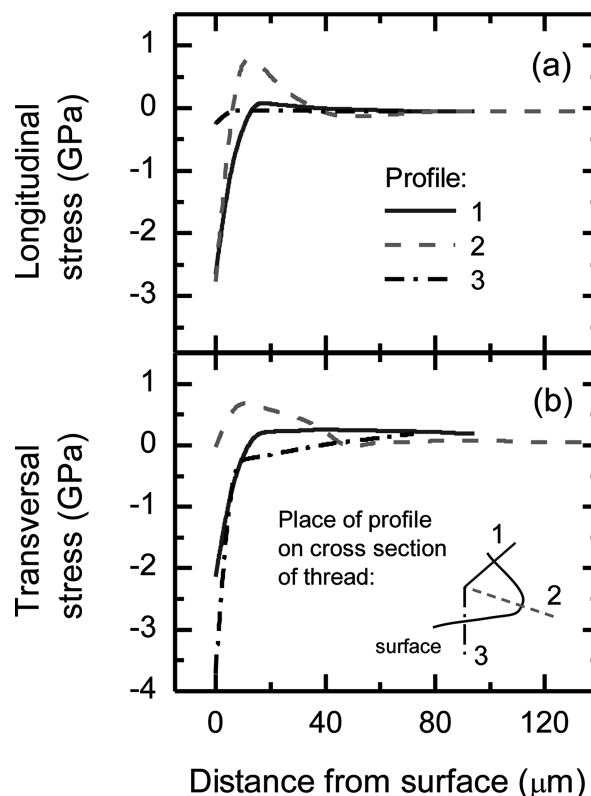 Longitudinal
stress (GPa)
1
0
-1
-2
-3
(a)
Profile:
1
2
3
Transversal
stress (GPa)
1
0
-1
-2
-3
-4
(b)
Place of profile
on cross section
of thread:
1
2
surface
3
0 40 80 120
Distance from surface (μm)